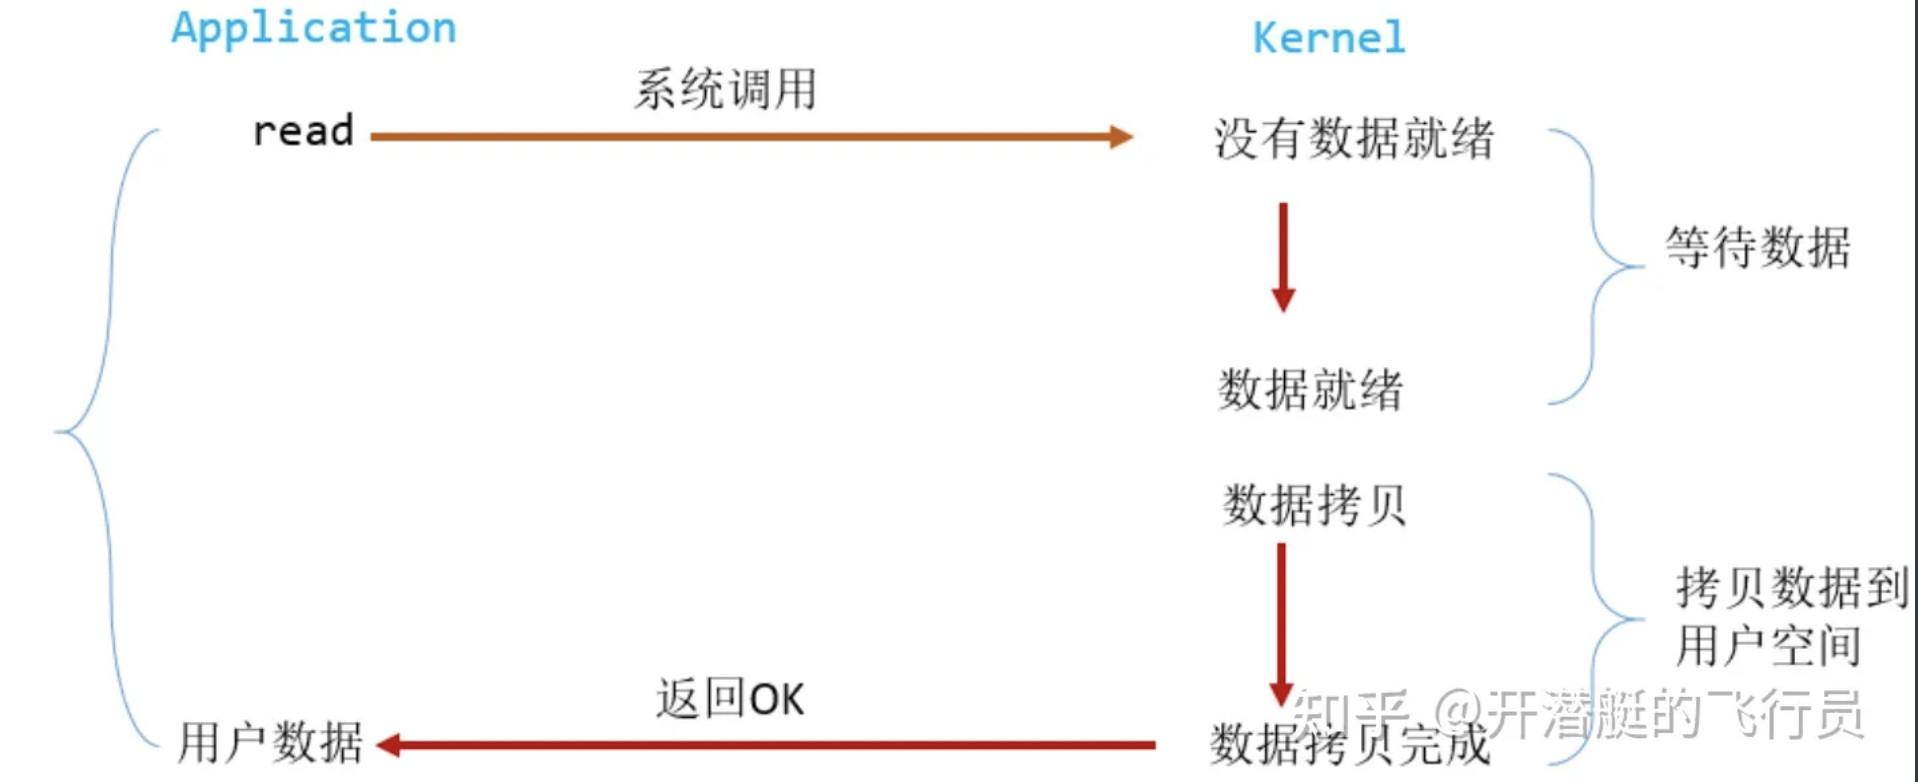 Application
Kernel
系统调用
read
没有数据就绪
等待数据
数据就绪
数据拷贝
拷贝数据到
用户空间
返回OK
知乎 @开潜艇的飞行员
用户数据
数据拷贝完成